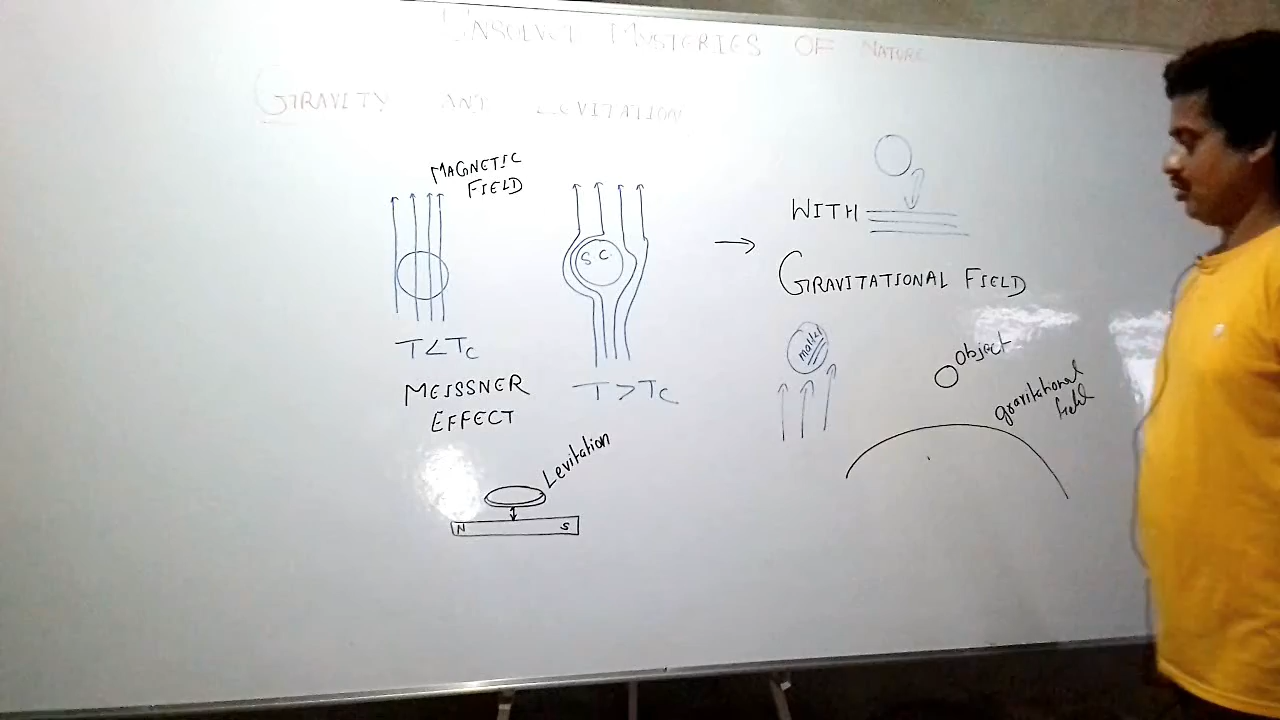 UNSOLVED MYSTERIES OF NATURE
GRAVITY AND LEVITATION
MAGNETIC
FIELD
T<Tc
MEISSNER
EFFECT
S C
T>Tc
Levitation
N S
WITH
GRAVITATIONAL FIELD
matter
Object
gravitational
field